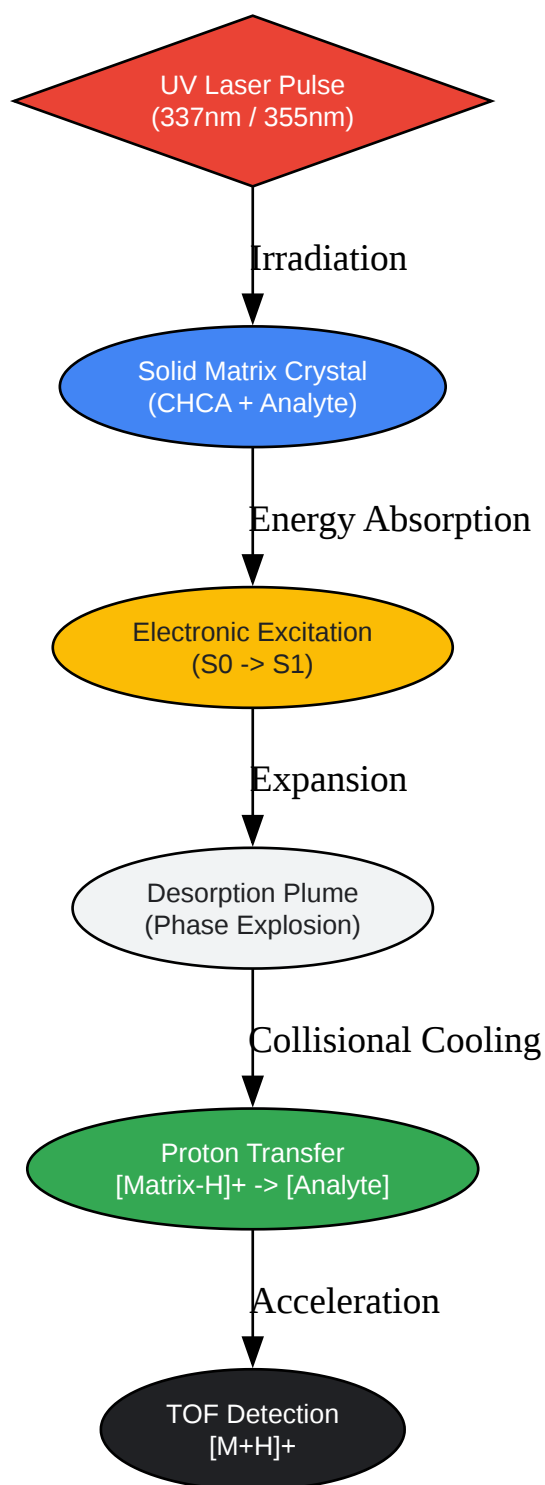 UV Laser Pulse
(337nm / 355nm)
Irradiation
Solid Matrix Crystal
(CHCA + Analyte)
Energy Absorption
Electronic Excitation
(S0 -> S1)
Expansion
Desorption Plume
(Phase Explosion)
Collisional Cooling
Proton Transfer
[Matrix-H]+ -> [Analyte]
Acceleration
TOF Detection
[M+H]+